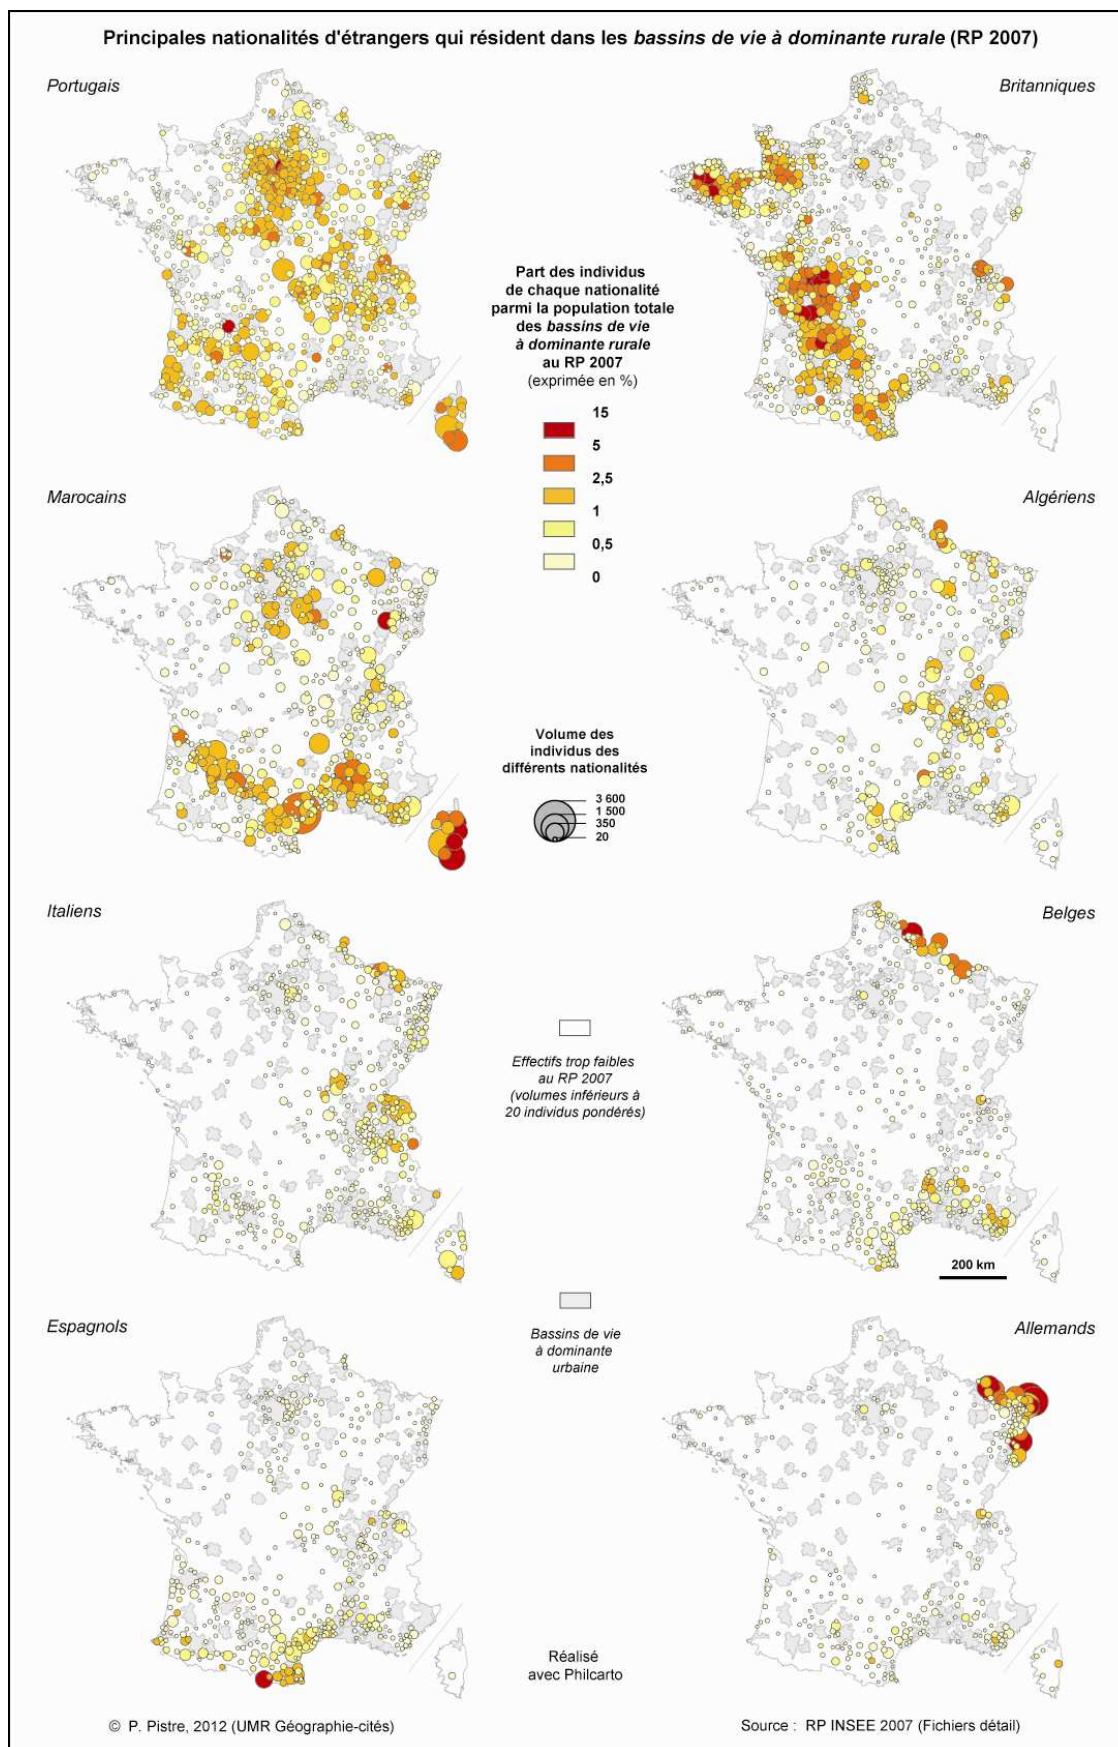 Principales nationalités d'étrangers qui résident dans les bassins de vie à dominante rurale (RP 2007)
Portugais
Britanniques
Part des individus
de chaque nationalité
parmi la population totale
des bassins de vie
à dominante rurale
au RP 2007
(exprimée en %)
15
5
2,5
1
0,5
0
Marocains
Algériens
Volume des
individus des
différents nationalités
3 600
1 500
350
20
Italiens
Belges
Effectifs trop faibles
au RP 2007
(volumes inférieurs à
20 individus pondérés)
200 km
Espagnols
Bassins de vie
à dominante
urbaine
Allemands
Réalisé
avec Philcarto
© P. Pistre, 2012 (UMR Géographie-cités)
Source : RP INSEE 2007 (Fichiers détail)